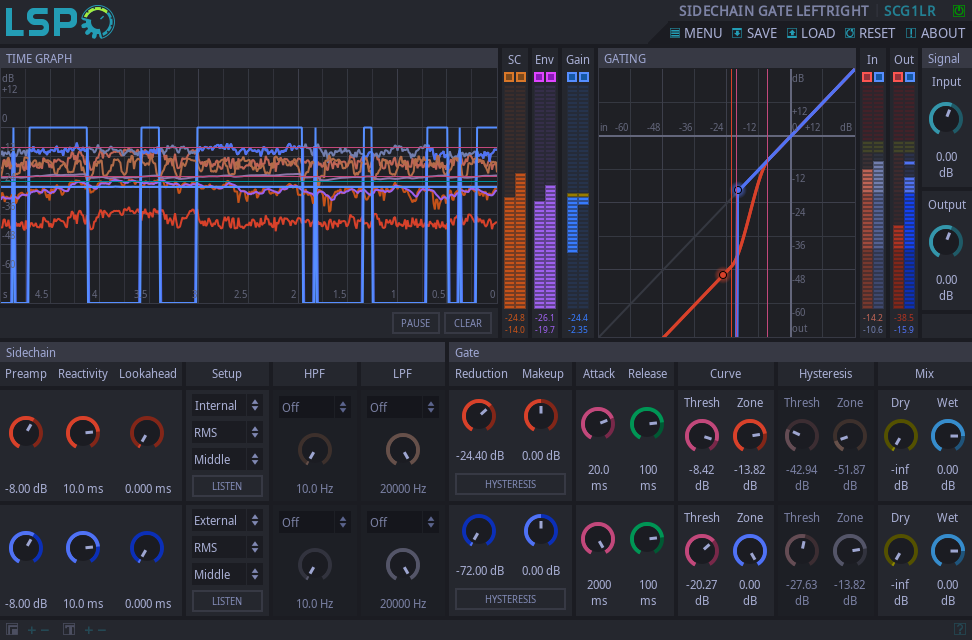 LSP
SIDECHAIN GATE LEFTRIGHT SCG1LR
MENU SAVE LOAD RESET ABOUT
TIME GRAPH SC Env Gain GATING In Out Signal
dB
+12
0
s 4.5 4 3.5 2.5 2 1.5 1 0.5 0
PAUSE CLEAR
-24.8 -26.1 -24.4
-14.0 -19.7 -2.35
dB
+12
in -60 -48 -36 -24 -12 0 +12 dB
-12
-24
-36
-48
-60
out
-14.2 -38.5
-10.6 -15.9
Input
0.00
dB
Output
0.00
dB
Sidechain Gate
Preamp Reactivity Lookahead Setup HPF LPF Reduction Makeup Attack Release Curve Hysteresis Mix
Internal Off Off Thresh Zone Thresh Zone Dry Wet
RMS
Middle
-24.40 dB 0.00 dB
-8.00 dB 10.0 ms 0.000 ms LISTEN 10.0 Hz 20000 Hz HYSTERESIS
20.0 ms 100 ms -8.42 dB -13.82 dB -42.94 dB -51.87 dB -inf dB 0.00 dB
External Off Off Thresh Zone Thresh Zone Dry Wet
RMS
Middle
-72.00 dB 0.00 dB
-8.00 dB 10.0 ms 0.000 ms LISTEN 10.0 Hz 20000 Hz HYSTERESIS
2000 ms 100 ms -20.27 dB 0.00 dB -27.63 dB -13.82 dB -inf dB 0.00 dB